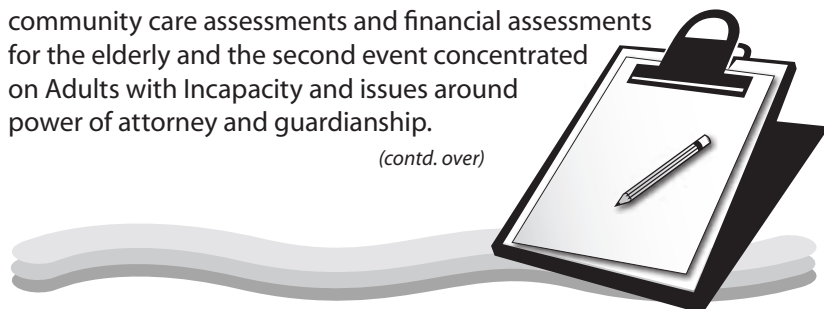 community care assessments and financial assessments
for the elderly and the second event concentrated
on Adults with Incapacity and issues around
power of attorney and guardianship.
(contd. over)